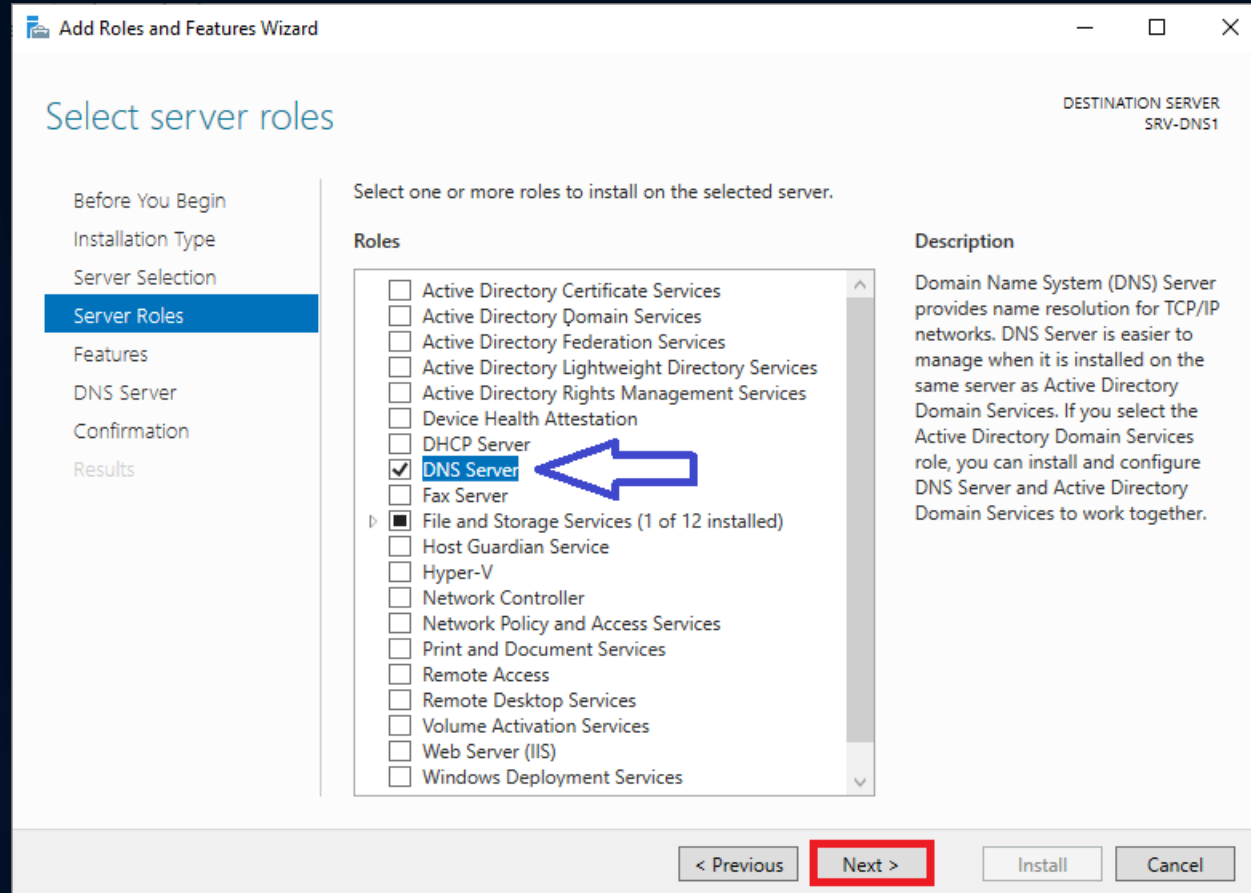 Add Roles and Features Wizard
Select server roles
DESTINATION SERVER
SRV-DNS1
Before You Begin
Installation Type
Server Selection
Server Roles
Features
DNS Server
Confirmation
Results
Select one or more roles to install on the selected server.
Roles
Active Directory Certificate Services
Active Directory Domain Services
Active Directory Federation Services
Active Directory Lightweight Directory Services
Active Directory Rights Management Services
Device Health Attestation
DHCP Server
DNS Server
Fax Server
File and Storage Services (1 of 12 installed)
Host Guardian Service
Hyper-V
Network Controller
Network Policy and Access Services
Print and Document Services
Remote Access
Remote Desktop Services
Volume Activation Services
Web Server (IIS)
Windows Deployment Services
Description
Domain Name System (DNS) Server
provides name resolution for TCP/IP
networks. DNS Server is easier to
manage when it is installed on the
same server as Active Directory
Domain Services. If you select the
Active Directory Domain Services
role, you can install and configure
DNS Server and Active Directory
Domain Services to work together.
< Previous
Next >
Install
Cancel